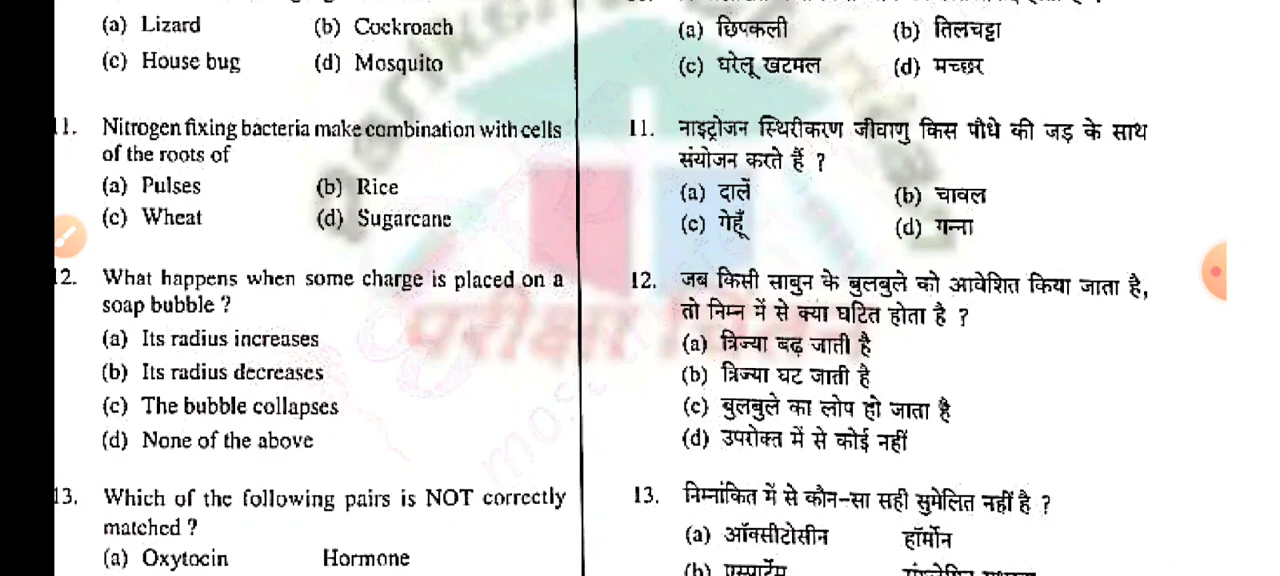 (a) Lizard (b) Cockroach
(c) House bug (d) Mosquito
11. Nitrogen fixing bacteria make combination with cells
of the roots of
(a) Pulses (b) Rice
(c) Wheat (d) Sugarcane
12. What happens when some charge is placed on a
soap bubble ?
(a) Its radius increases
(b) Its radius decreases
(c) The bubble collapses
(d) None of the above
13. Which of the following pairs is NOT correctly
matched ?
(a) Oxytocin Hormone
(a) छिपकली (b) तिलचट्टा
(c) घरेलू खटमल (d) मच्छर
11. नाइट्रोजन स्थिरीकरण जीवाणु किस पौधे की जड़ के साथ
संयोजन करते हैं ?
(a) दालें (b) चावल
(c) गेहूँ (d) गन्ना
12. जब किसी साबुन के बुलबुले को आवेशित किया जाता है,
तो निम्न में से क्या घटित होता है ?
(a) त्रिज्या बढ़ जाती है
(b) त्रिज्या घट जाती है
(c) बुलबुले का लोप हो जाता है
(d) उपरोक्त में से कोई नहीं
13. निम्नांकित में से कौन-सा सही सुमेलित नहीं है ?
(a) ऑक्सीटोसीन हॉर्मोन
(b)
परीक्षा